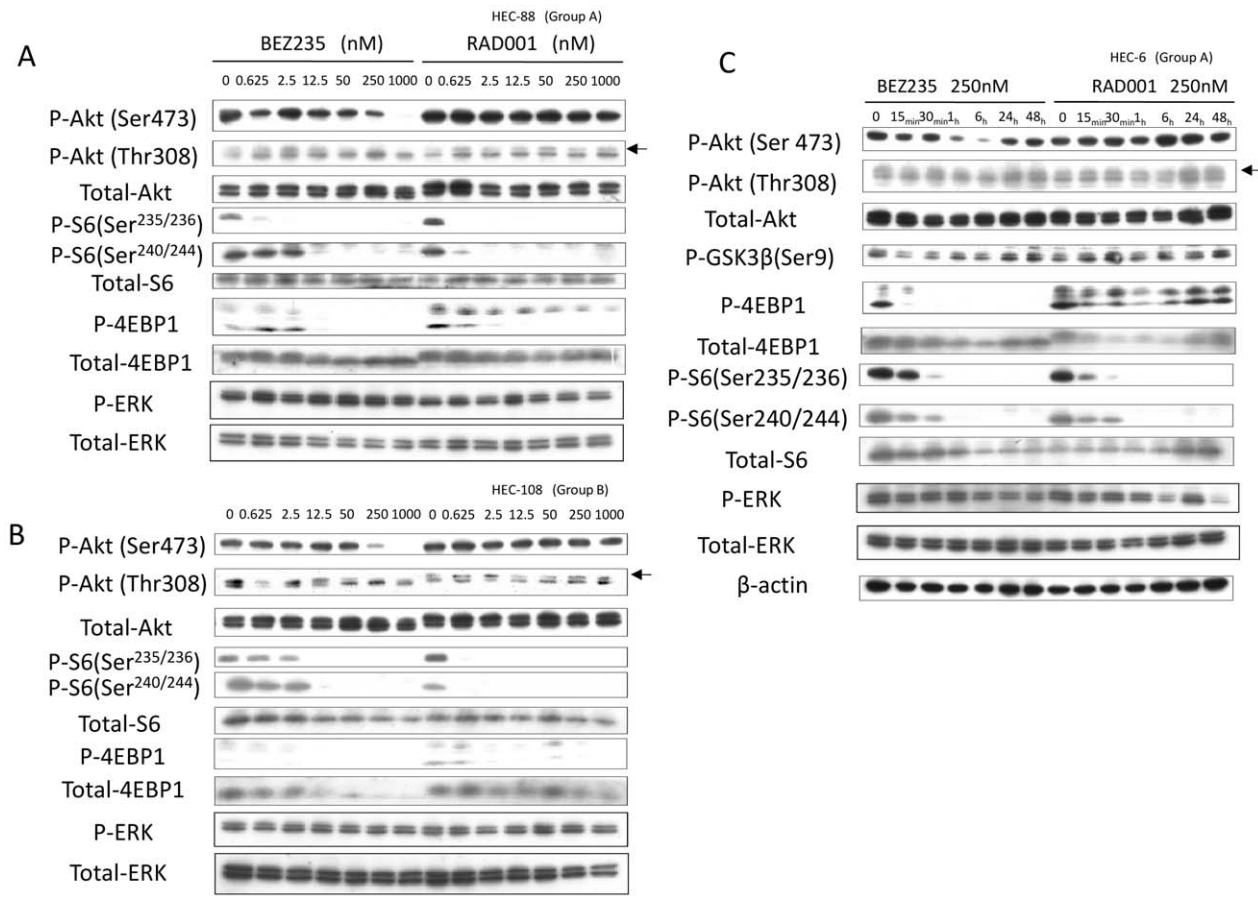 HEC-88 (Group A)
A
BEZ235 (nM) RAD001 (nM)
0 0.625 2.5 12.5 50 250 1000 0 0.625 2.5 12.5 50 250 1000
P-Akt (Ser473)
P-Akt (Thr308)
Total-Akt
P-S6(Ser235/236)
P-S6(Ser240/244)
Total-S6
P-4EBP1
Total-4EBP1
P-ERK
Total-ERK
HEC-108 (Group B)
B
0 0.625 2.5 12.5 50 250 1000 0 0.625 2.5 12.5 50 250 1000
P-Akt (Ser473)
P-Akt (Thr308)
Total-Akt
P-S6(Ser235/236)
P-S6(Ser240/244)
Total-S6
P-4EBP1
Total-4EBP1
P-ERK
Total-ERK
C
HEC-6 (Group A)
BEZ235 250nM RAD001 250nM
0 15min 30min 1h 6h 24h 48h 0 15min 30min 1h 6h 24h 48h
P-Akt (Ser 473)
P-Akt (Thr308)
Total-Akt
P-GSK3β(Ser9)
P-4EBP1
Total-4EBP1
P-S6(Ser235/236)
P-S6(Ser240/244)
Total-S6
P-ERK
Total-ERK
β-actin